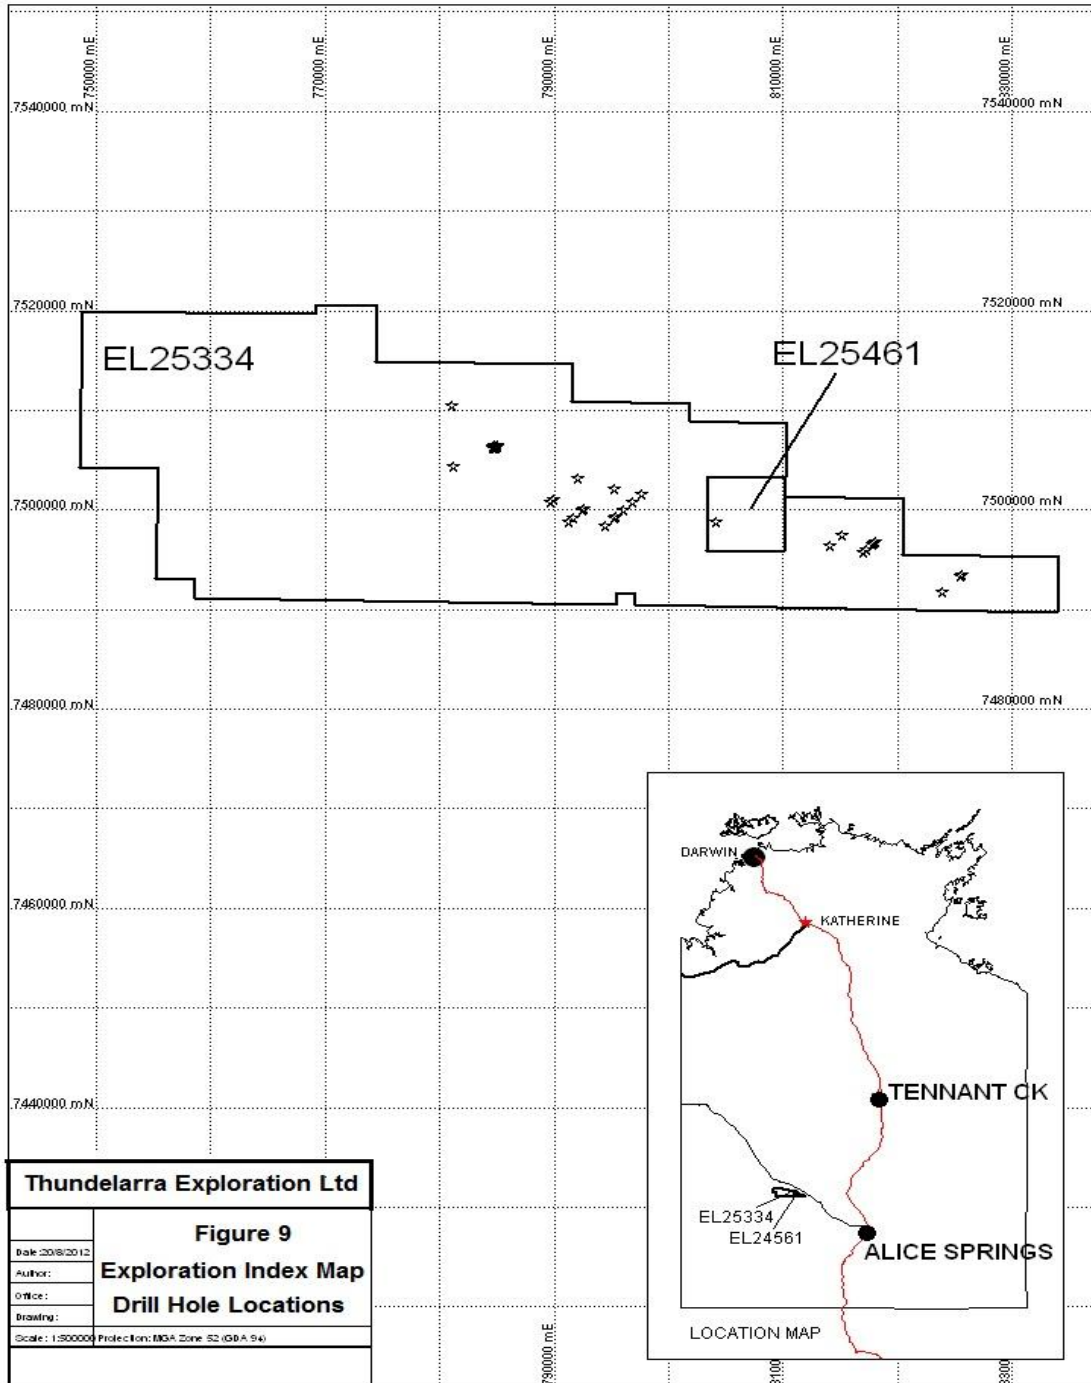 750000 mE
770000 mE
790000 mE
810000 mE
7540000 mN
7540000 mN
7520000 mN
7520000 mN
EL25334
EL25461
7500000 mN
7500000 mN
7480000 mN
7480000 mN
7460000 mN
7440000 mN
DARWIN
KATHERINE
TENNANT CK
EL25334
EL24561
ALICE SPRINGS
LOCATION MAP
Thundelarra Exploration Ltd
Figure 9
Exploration Index Map
Drill Hole Locations
Date :20/8/2012
Author:
Office :
Drawing :
Scale : 1:500000
Projection: MGA Zone 52 (GDA 94)
790000 mE